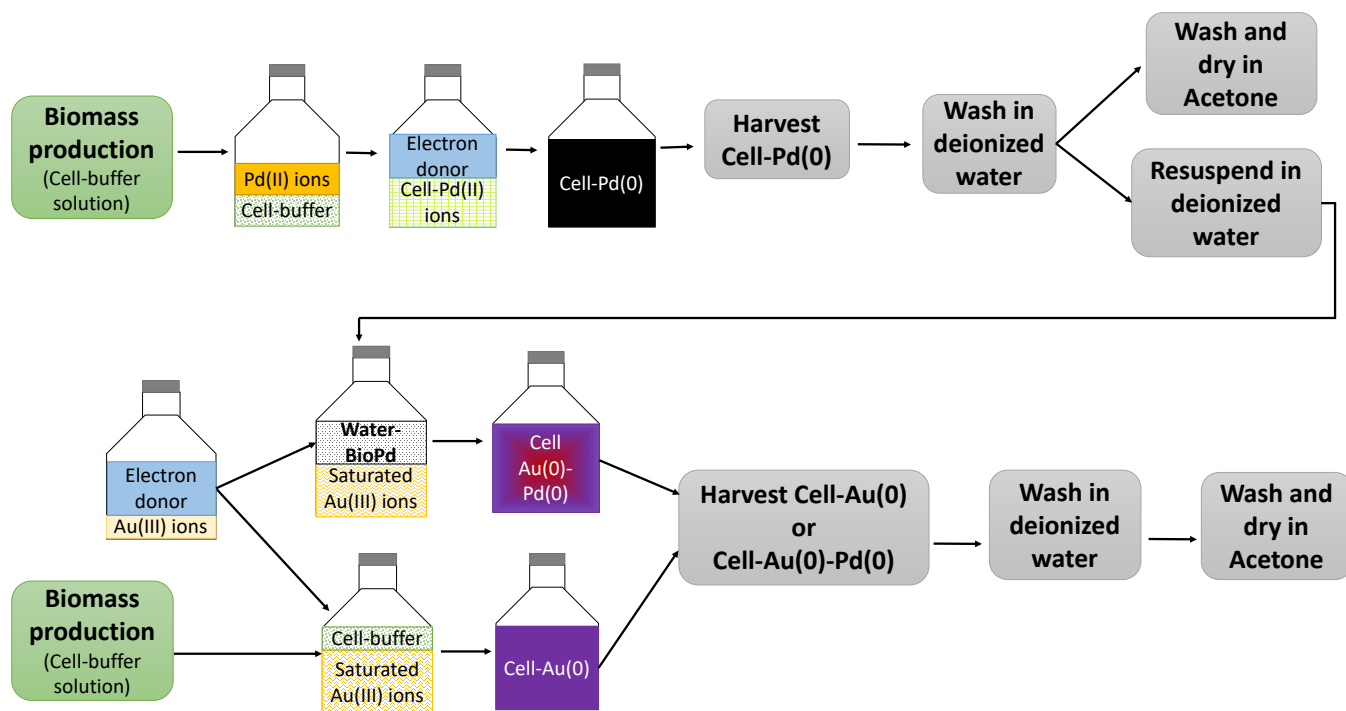 Biomass
production
(Cell-buffer
solution)
Pd(II) ions
Cell-buffer
Electron
donor
Cell-Pd(II)
ions
Cell-Pd(0)
Harvest
Cell-Pd(0)
Wash in
deionized
water
Wash and
dry in
Acetone
Resuspend in
deionized
water
Electron
donor
Au(III) ions
Water-
BioPd
Saturated
Au(III) ions
Cell
Au(0)-
Pd(0)
Biomass
production
(Cell-buffer
solution)
Cell-buffer
Saturated
Au(III) ions
Cell-Au(0)
Harvest Cell-Au(0)
or
Cell-Au(0)-Pd(0)
Wash in
deionized
water
Wash and
dry in
Acetone